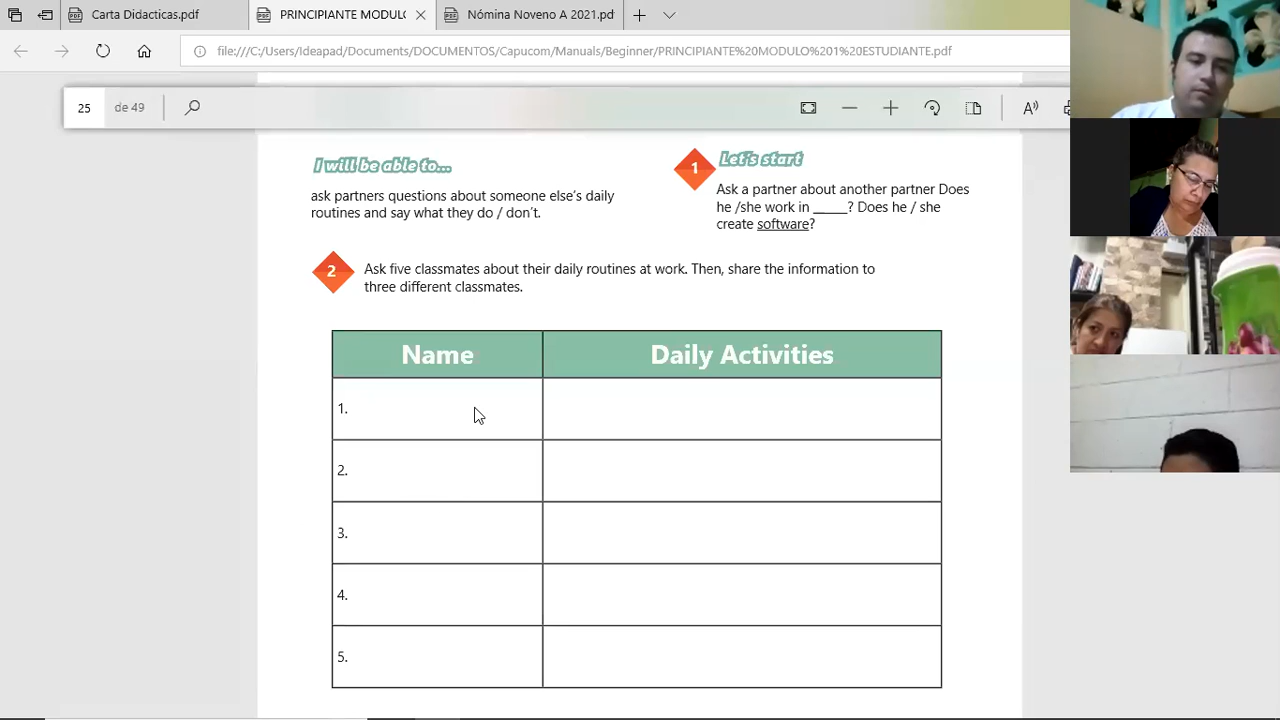 Carta Didacticas.pdf
PRINCIPIANTE MODULO
Nómina Noveno A 2021.pd
file:///C:/Users/Ideapad/Documents/DOCUMENTOS/Capucom/Manuals/Beginner/PRINCIPIANTE%20MODULO%201%20ESTUDIANTE.pdf
25 de 49
I will be able to...
ask partners questions about someone else's daily
routines and say what they do / don't.
1
Let's start
Ask a partner about another partner Does
he /she work in _____? Does he / she
create software?
2
Ask five classmates about their daily routines at work. Then, share the information to
three different classmates.
Name Daily Activities
1.
2.
3.
4.
5.